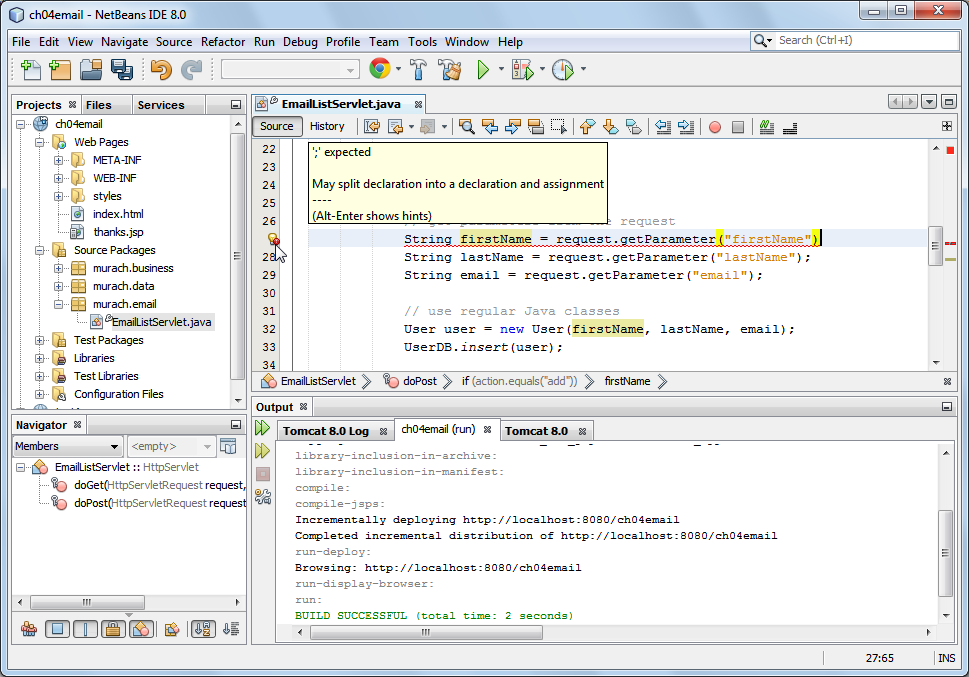 ch04email - NetBeans IDE 8.0
File Edit View Navigate Source Refactor Run Debug Profile Team Tools Window Help
Search (Ctrl+I)
Projects Files Services
ch04email
Web Pages
META-INF
WEB-INF
styles
index.html
thanks.jsp
Source Packages
murach.business
murach.data
murach.email
EmailListServlet.java
Test Packages
Libraries
Test Libraries
Configuration Files
Navigator
Members <empty>
EmailListServlet :: HttpServlet
doGet(HttpServletRequest request,
doPost(HttpServletRequest request
EmailListServlet.java
Source History
22
23
24
25
26
28
29
30
31
32
33
34
';' expected
May split declaration into a declaration and assignment
----
(Alt-Enter shows hints)
request
String firstName = request.getParameter("firstName")
String lastName = request.getParameter("lastName");
String email = request.getParameter("email");
// use regular Java classes
User user = new User(firstName, lastName, email);
UserDB.insert(user);
EmailListServlet doPost if (action.equals("add")) firstName
Output
Tomcat 8.0 Log ch04email (run) Tomcat 8.0
library-inclusion-in-archive:
library-inclusion-in-manifest:
compile:
compile-jsps:
Incrementally deploying http://localhost:8080/ch04email
Completed incremental distribution of http://localhost:8080/ch04email
run-deploy:
Browsing: http://localhost:8080/ch04email
run-display-browser:
run:
BUILD SUCCESSFUL (total time: 2 seconds)
27:65 INS